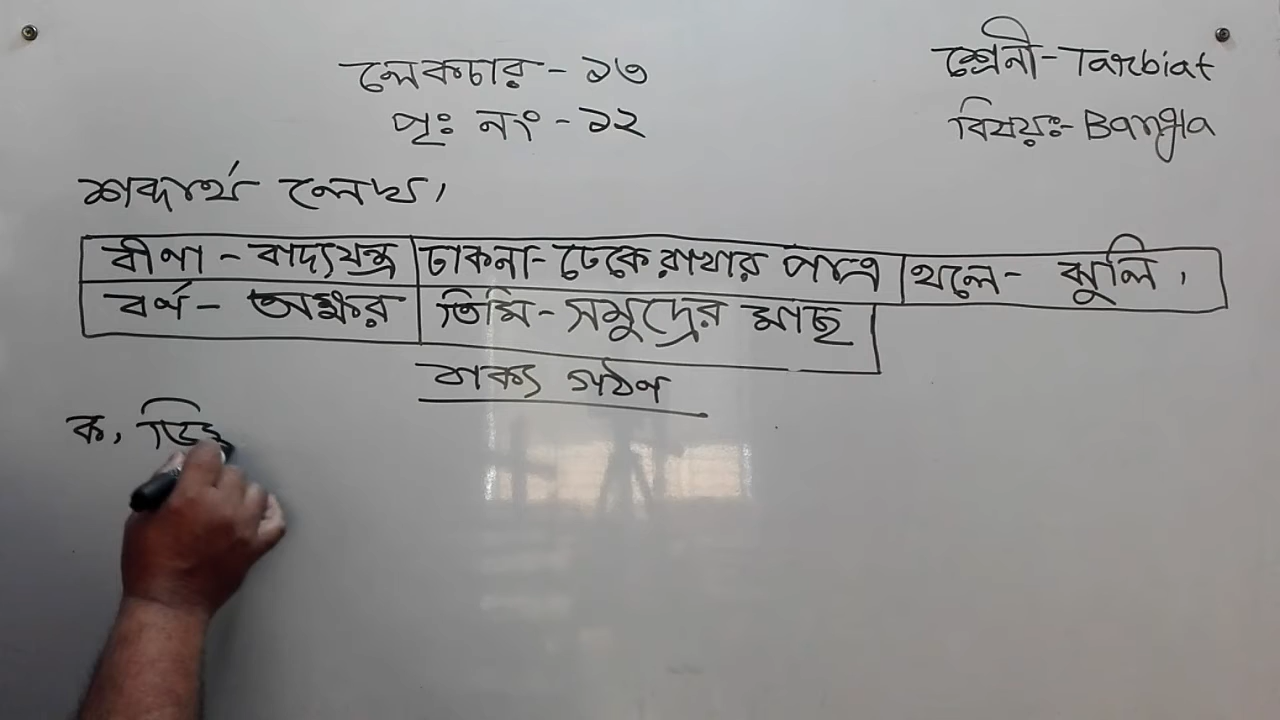 লেকচার - ১৩
পৃঃ নং - ১২
শ্রেনী - Tarbiat
বিষয়ঃ - Bangla
শব্দার্থ লেখ।
বীণা - বাদ্যযন্ত্র ঢাকনা - ঢেকে রাখার পাত্র থলে - ঝুলি।
বর্ণ - অক্ষর তিমি - সমুদ্রের মাছ
বাক্য গঠন
ক,